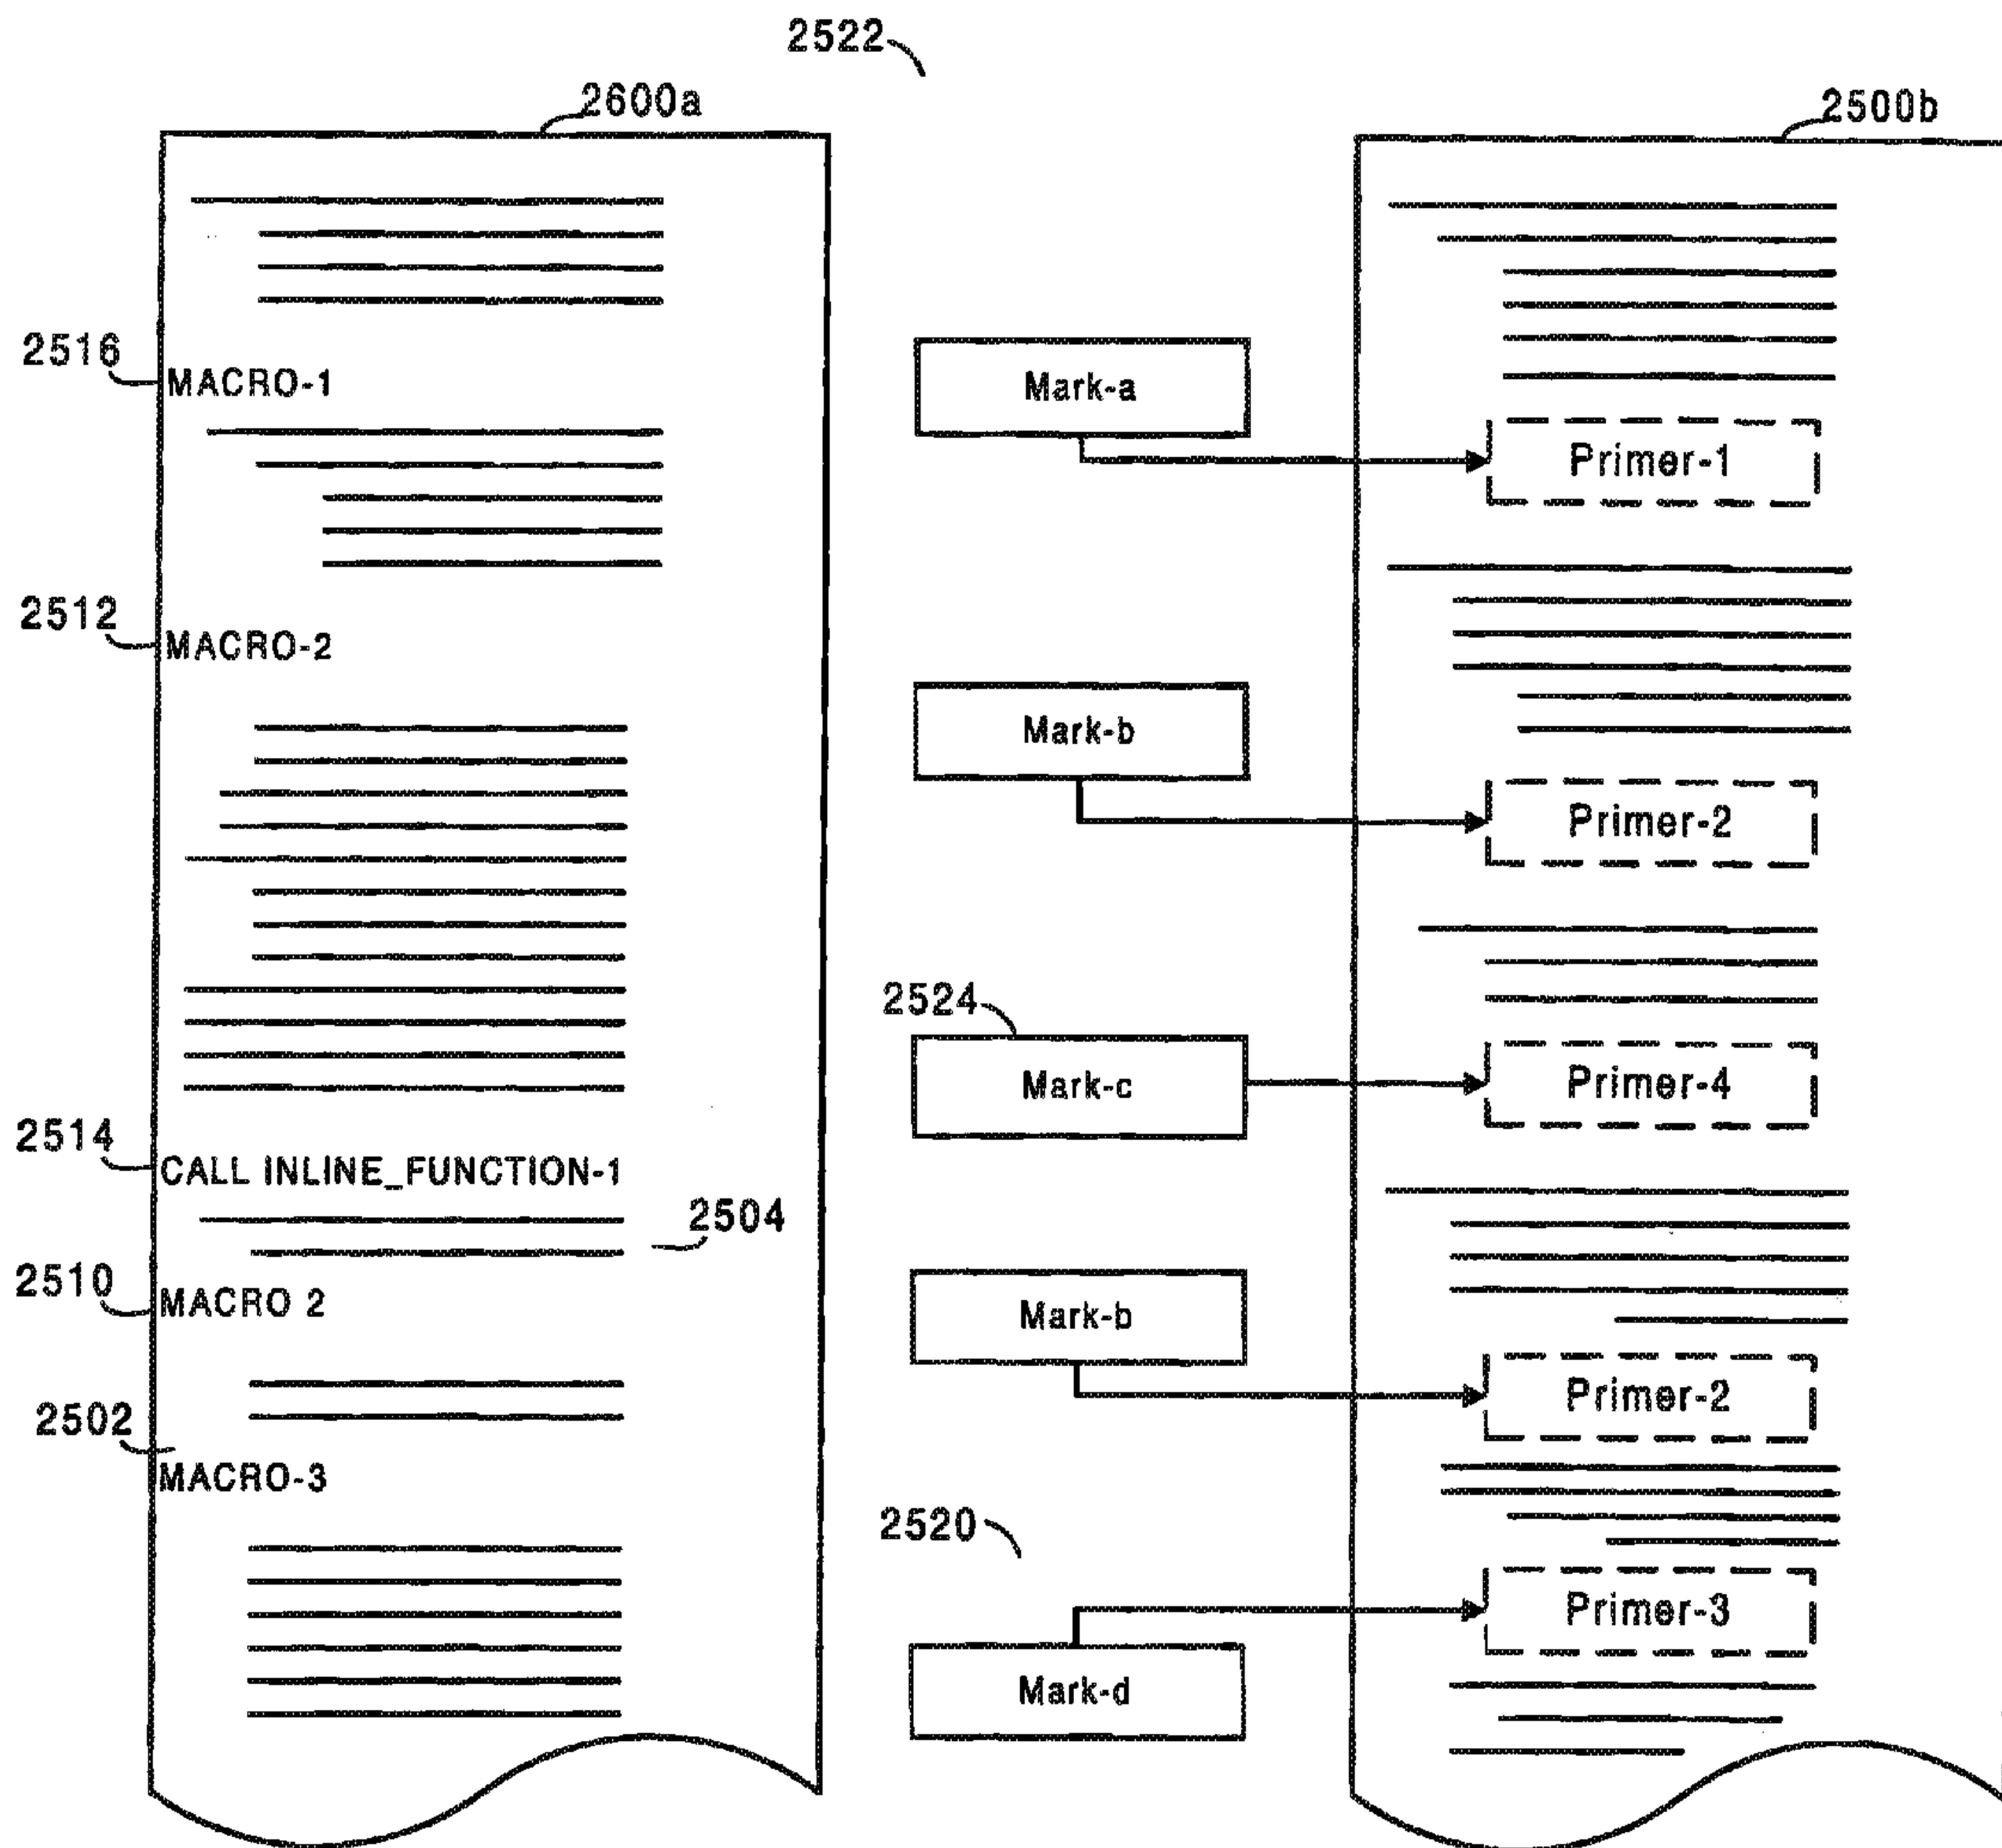 2522
2600a
2500b
2516
MACRO-1
Mark-a
Primer-1
2512
MACRO-2
Mark-b
Primer-2
2524
Mark-c
Primer-4
2514
CALL INLINE_FUNCTION-1
2504
2510
MACRO 2
Mark-b
Primer-2
2502
MACRO-3
2520
Primer-3
Mark-d